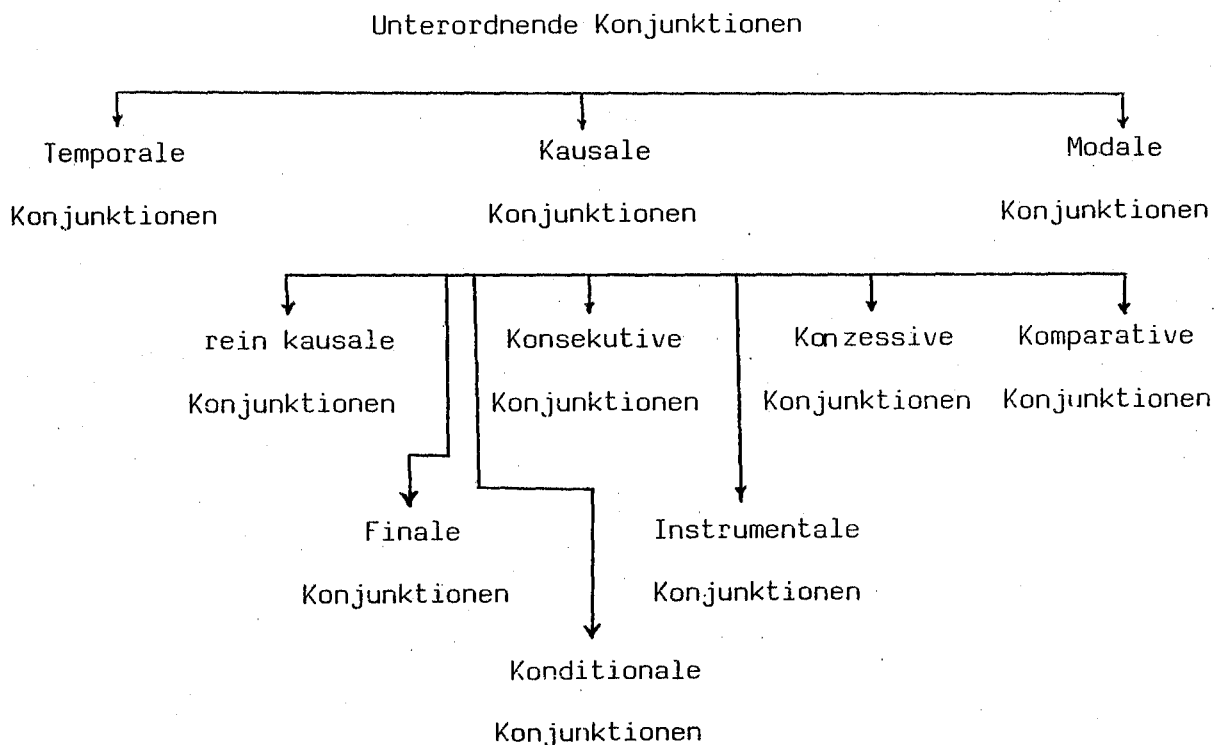 Unterordnende Konjunktionen
Temporale Kausale Modale
Konjunktionen Konjunktionen Konjunktionen
rein kausale Konsekutive Konzessive Komparative
Konjunktionen Konjunktionen Konjunktionen Konjunktionen
Finale Instrumentale
Konjunktionen Konjunktionen
Konditionale
Konjunktionen